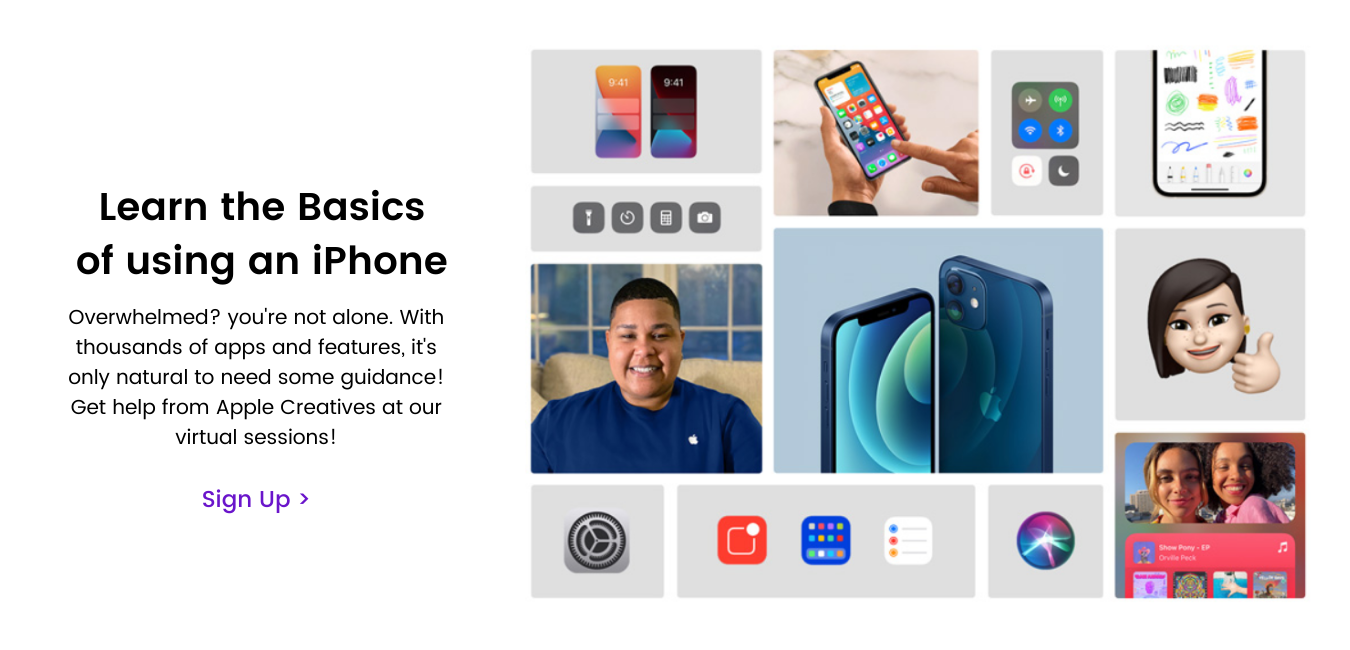 Learn the Basics
of using an iPhone
Overwhelmed? you're not alone. With
thousands of apps and features, it's
only natural to need some guidance!
Get help from Apple Creatives at our
virtual sessions!
Sign Up >
9:41
9:41
Show Pony - EP
Orville Peck